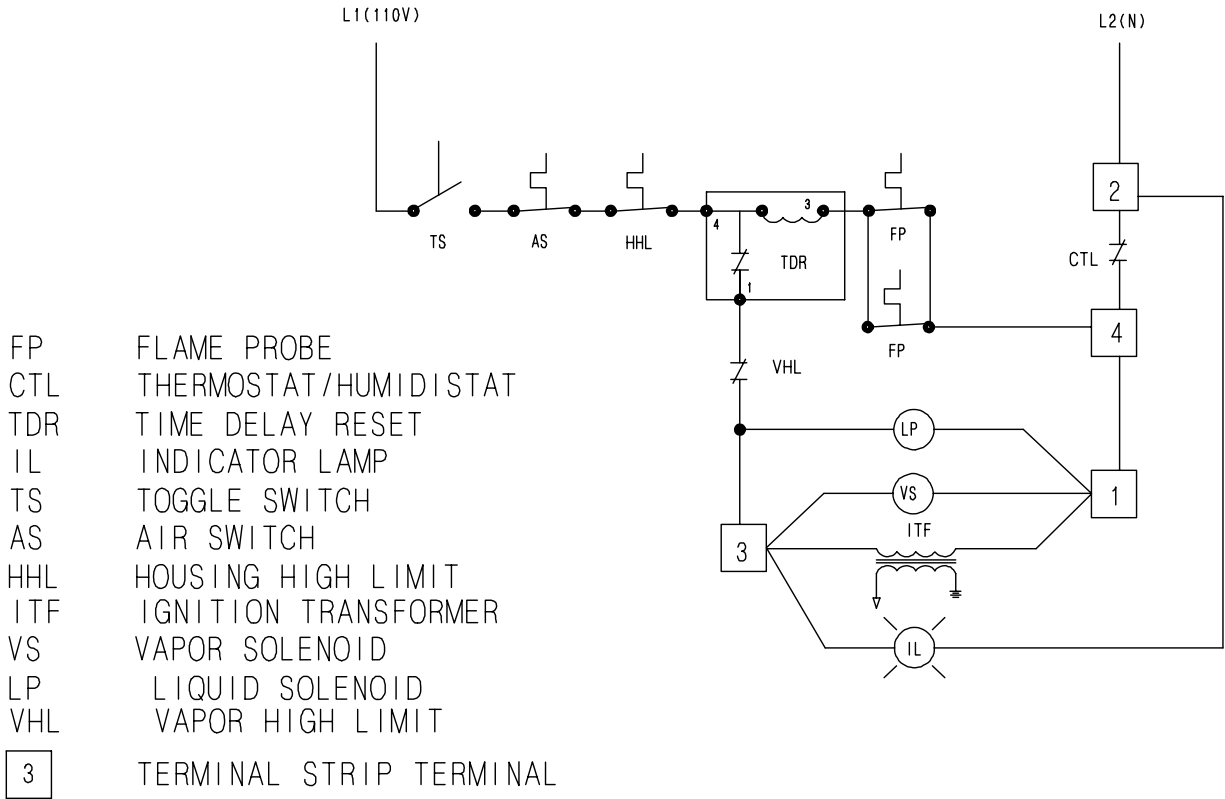 L1(110V)
L2(N)
2
3
4
TS
AS
HHL
FP
TDR
CTL
1
4
FP
VHL
LP
VS
1
ITF
3
IL
FP FLAME PROBE
CTL THERMOSTAT/HUMIDISTAT
TDR TIME DELAY RESET
IL INDICATOR LAMP
TS TOGGLE SWITCH
AS AIR SWITCH
HHL HOUSING HIGH LIMIT
ITF IGNITION TRANSFORMER
VS VAPOR SOLENOID
LP LIQUID SOLENOID
VHL VAPOR HIGH LIMIT
3 TERMINAL STRIP TERMINAL